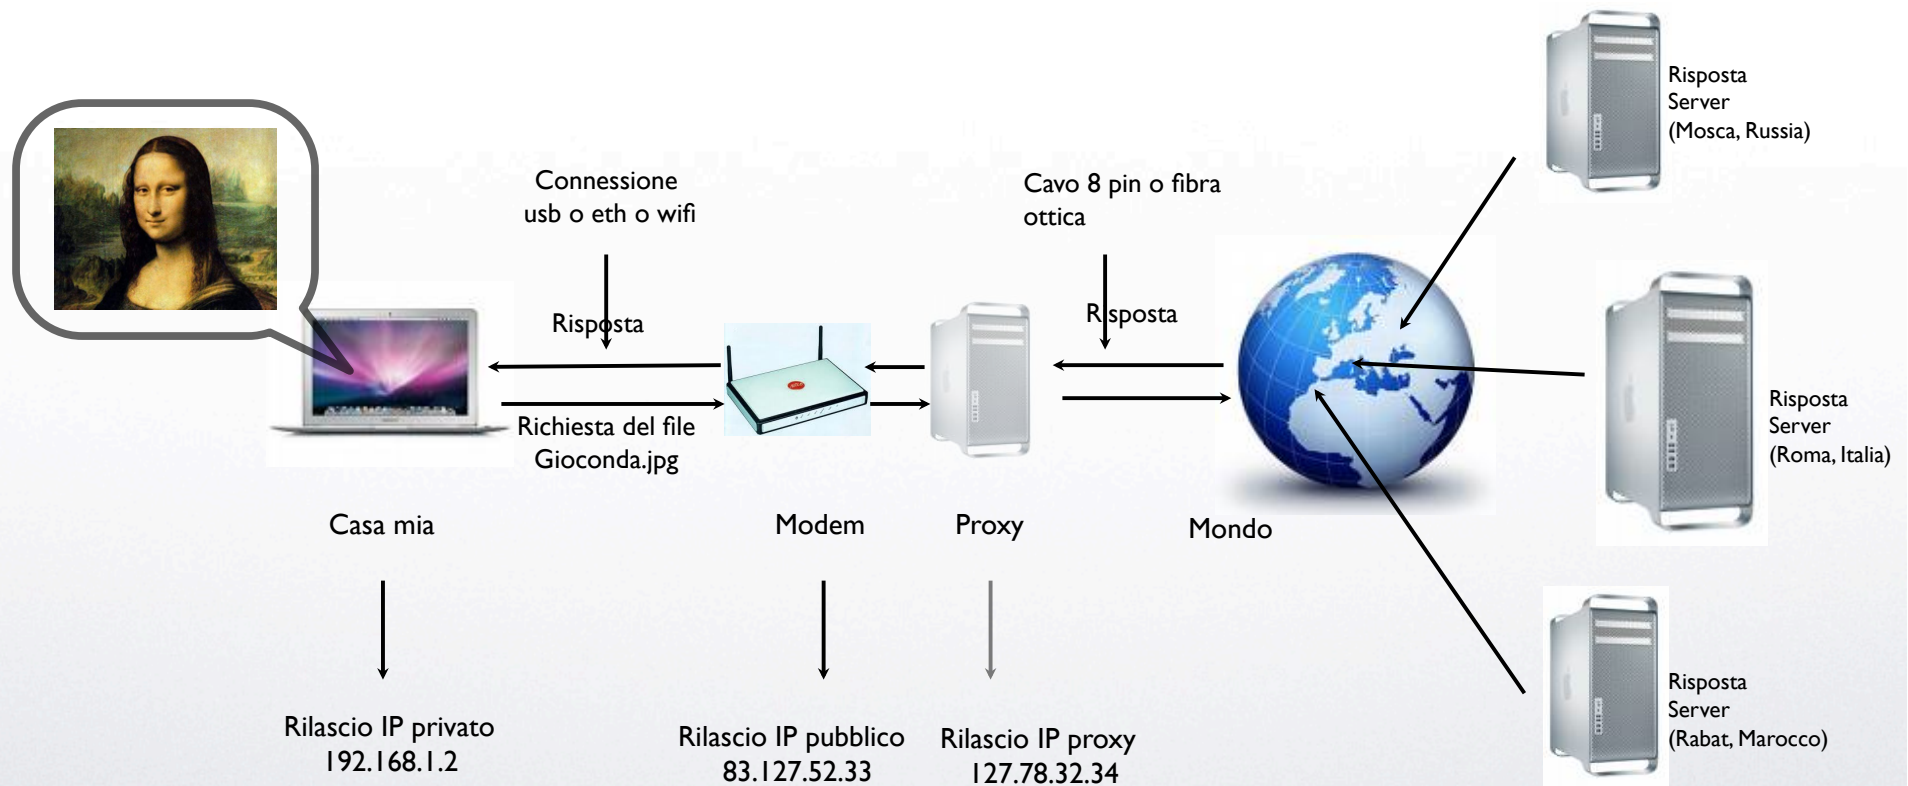 Risposta
Server
(Mosca, Russia)
Connessione
usb o eth o wifi
Cavo 8 pin o fibra
ottica
Risposta
Risposta
Richiesta del file
Gioconda.jpg
Risposta
Server
(Roma, Italia)
Casa mia
Modem
Proxy
Mondo
Rilascio IP privato
192.168.1.2
Rilascio IP pubblico
83.127.52.33
Rilascio IP proxy
127.78.32.34
Risposta
Server
(Rabat, Marocco)